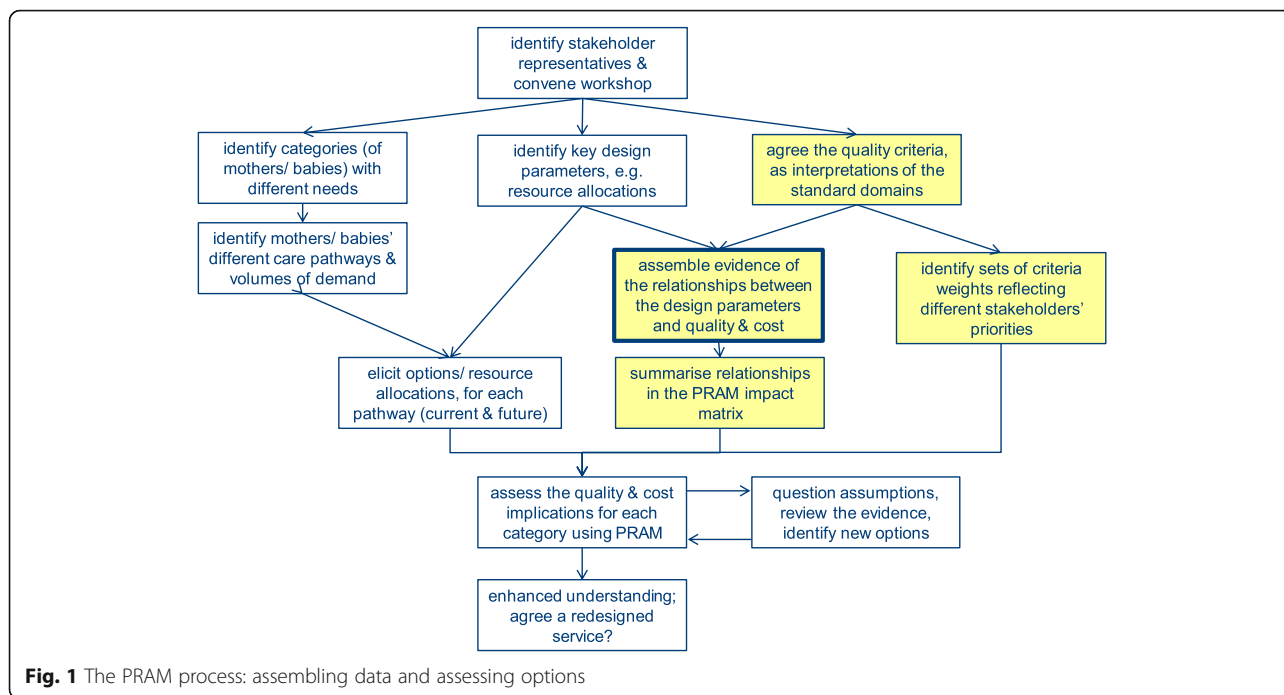 identify stakeholder
representatives &
convene workshop
identify categories (of
mothers/ babies) with
different needs
identify key design
parameters, e.g.
resource allocations
agree the quality criteria,
as interpretations of the
standard domains
identify mothers/ babies'
different care pathways &
volumes of demand
assemble evidence of
the relationships between
the design parameters
and quality & cost
identify sets of criteria
weights reflecting
different stakeholders'
priorities
elicit options/ resource
allocations, for each
pathway (current & future)
summarise relationships
in the PRAM impact
matrix
assess the quality & cost
implications for each
category using PRAM
question assumptions,
review the evidence,
identify new options
enhanced understanding;
agree a redesigned
service?
Fig. 1 The PRAM process: assembling data and assessing options